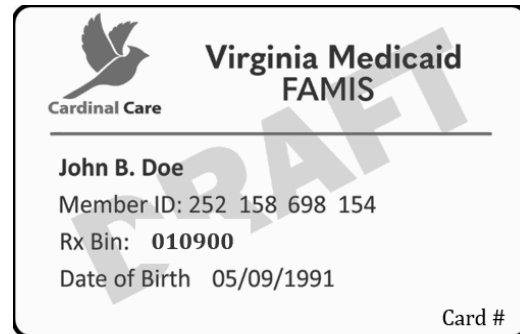 Virginia Medicaid
FAMIS
Cardinal Care
DRAFT
John B. Doe
Member ID: 252 158 698 154
Rx Bin: 010900
Date of Birth 05/09/1991
Card #